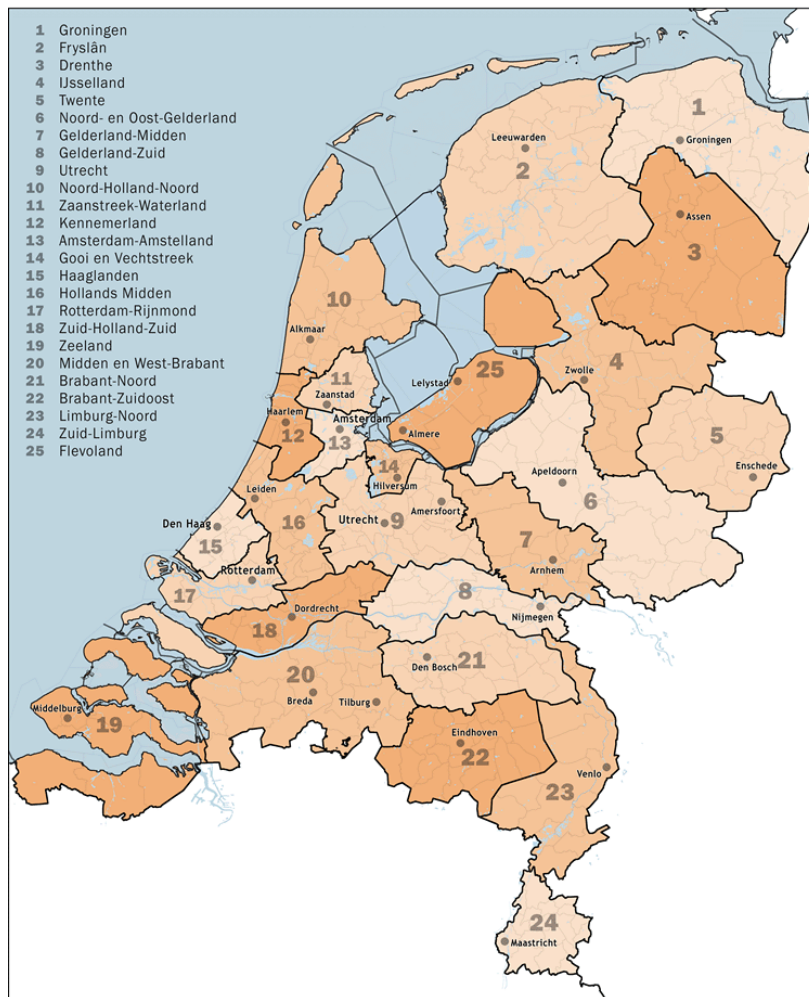 1 Groningen
2 Fryslân
3 Drenthe
4 IJsselland
5 Twente
6 Noord- en Oost-Gelderland
7 Gelderland-Midden
8 Gelderland-Zuid
9 Utrecht
10 Noord-Holland-Noord
11 Zaanstreek-Waterland
12 Kennemerland
13 Amsterdam-Amstelland
14 Gooi en Vechtstreek
15 Haaglanden
16 Hollands Midden
17 Rotterdam-Rijnmond
18 Zuid-Holland-Zuid
19 Zeeland
20 Midden en West-Brabant
21 Brabant-Noord
22 Brabant-Zuidoost
23 Limburg-Noord
24 Zuid-Limburg
25 Flevoland
1
Groningen
Leeuwarden
2
Assen
3
10
Alkmaar
4
Zwolle
25
Lelystad
11
Zaanstad
Haarlem
12
Amsterdam
13
Almere
5
Enschede
14
Hilversum
Apeldoorn
6
Leiden
16
Amersfoort
Utrecht
9
Den Haag
15
7
Arnhem
Rotterdam
17
8
Nijmegen
Dordrecht
18
Den Bosch
21
20
Breda
Tilburg
Middelburg
19
Eindhoven
22
Venlo
23
24
Maastricht